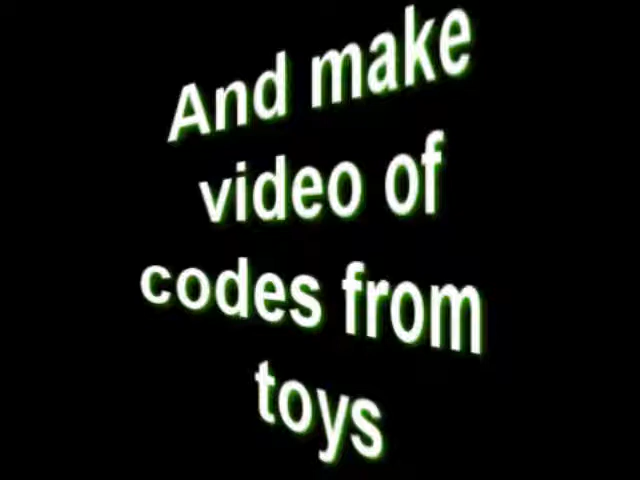 And make
video of
codes from
toys